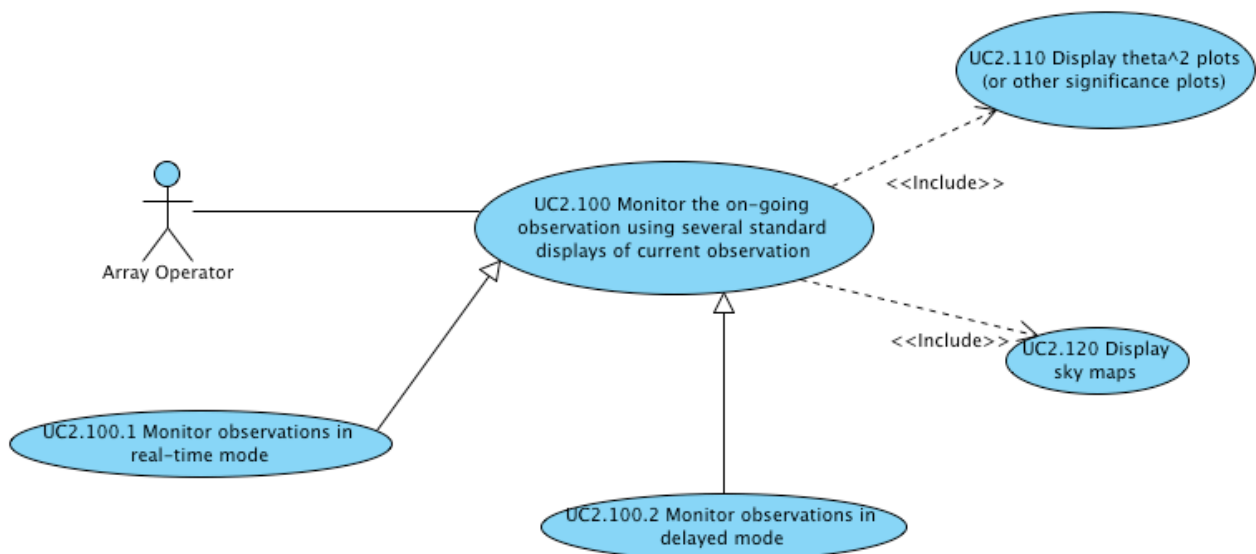 UC2.110 Display theta^2 plots
(or other significance plots)
<<Include>>
UC2.100 Monitor the on-going
observation using several standard
displays of current observation
Array Operator
<<Include>>
UC2.120 Display
sky maps
UC2.100.1 Monitor observations in
real-time mode
UC2.100.2 Monitor observations in
delayed mode